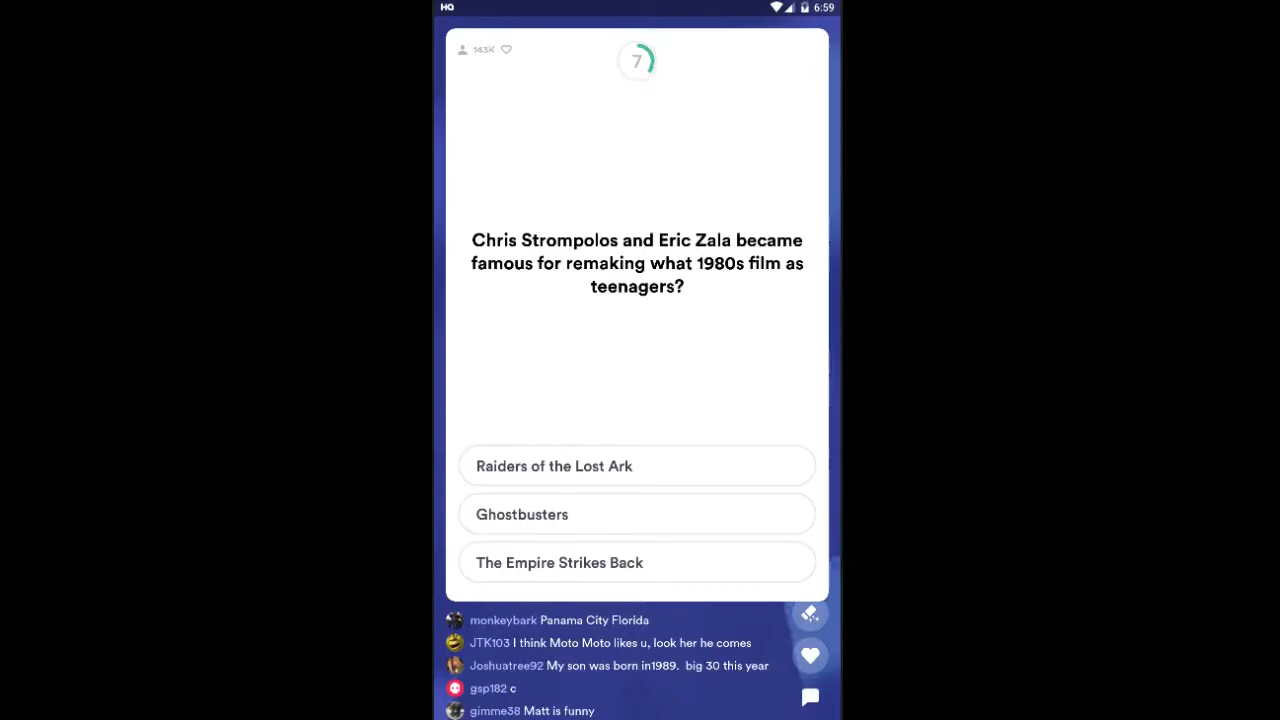 HQ
6:59
143K
7
Chris Strompolos and Eric Zala became
famous for remaking what 1980s film as
teenagers?
Raiders of the Lost Ark
Ghostbusters
The Empire Strikes Back
monkeybark Panama City Florida
JTK103 I think Moto Moto likes u, look her he comes
Joshuatree92 My son was born in1989. big 30 this year
gsp182 c
gimme38 Matt is funny